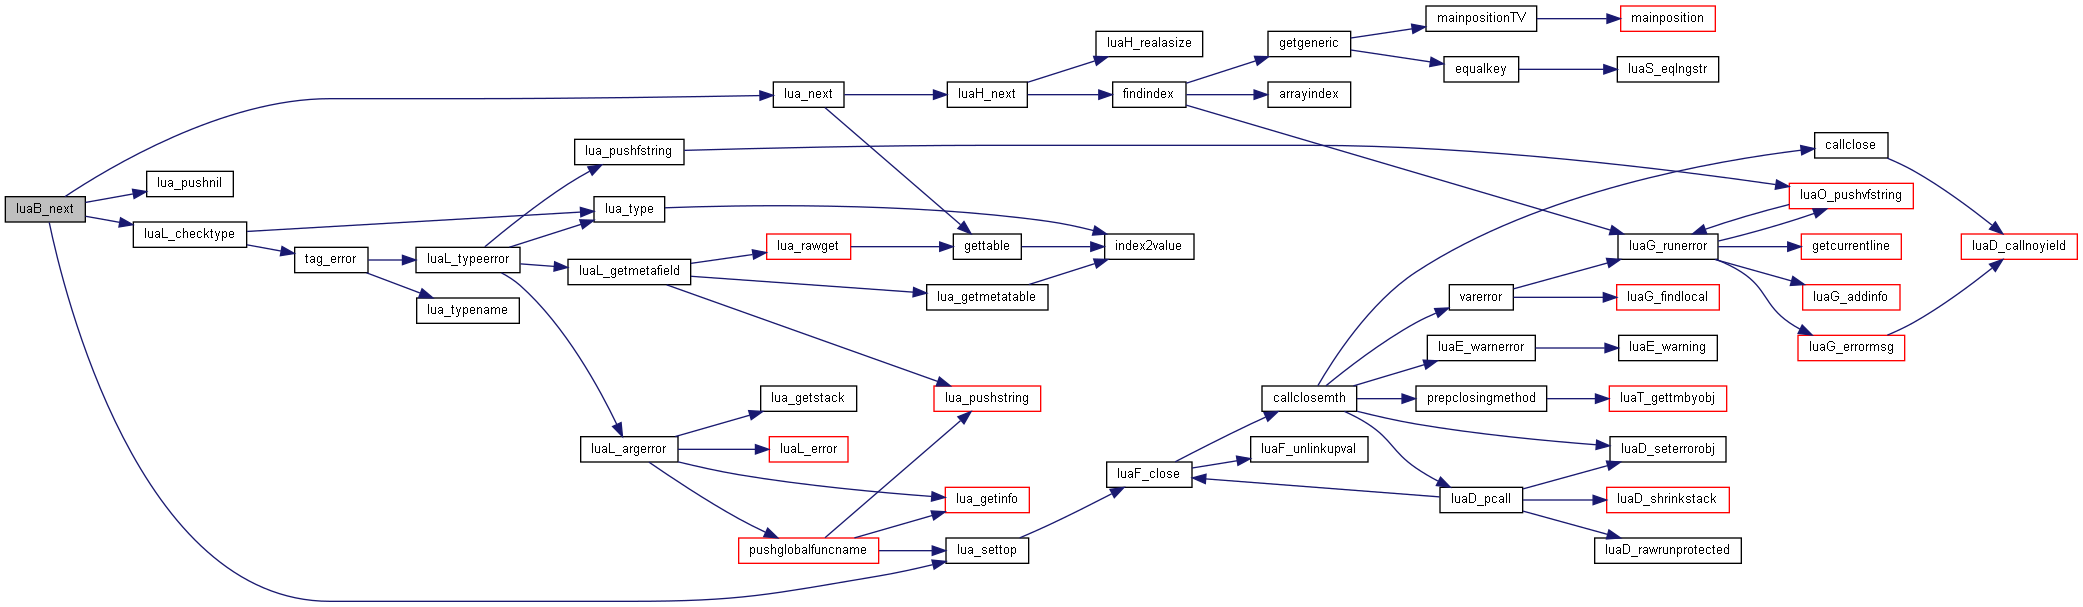 mainpositionTV
mainposition
luaH_realasize
getgeneric
equalkey
luaS_eqlngstr
lua_next
luaH_next
findindex
arrayindex
callclose
lua_pushfstring
lua_pushnil
luaO_pushvfstring
luaB_next
lua_type
luaL_checktype
lua_rawget
gettable
index2value
luaG_runerror
getcurrentline
luaD_callnoyield
tag_error
luaL_typeerror
luaL_getmetafield
lua_getmetatable
varerror
luaG_findlocal
luaG_addinfo
lua_typename
luaE_warnerror
luaE_warning
luaG_errormsg
lua_getstack
lua_pushstring
callclosemth
prepclosingmethod
luaT_gettmbyobj
luaL_argerror
luaL_error
luaF_unlinkupval
luaD_seterrorobj
luaF_close
lua_getinfo
luaD_pcall
luaD_shrinkstack
pushglobalfuncname
lua_settop
luaD_rawrunprotected